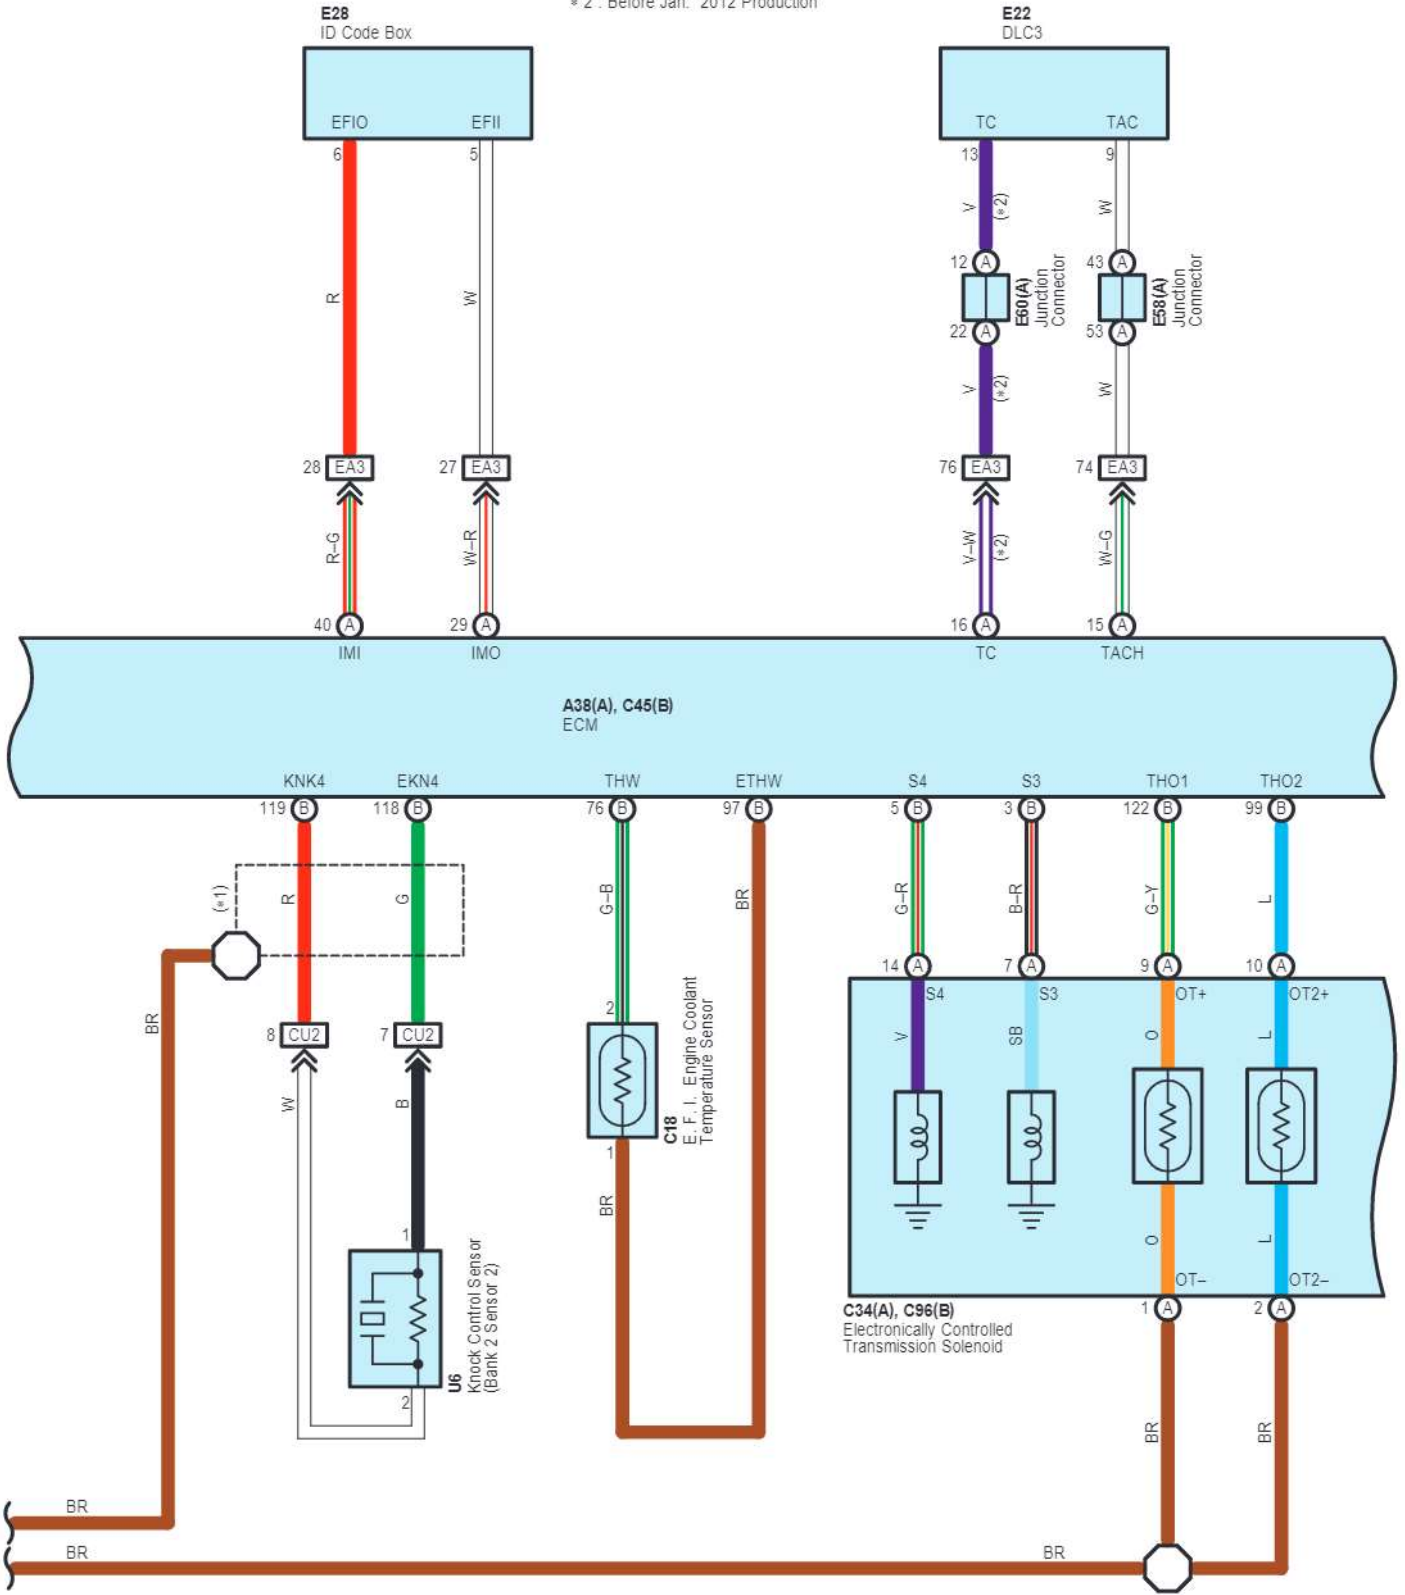 * 2 : Before Jan. 2012 Production
E28
ID Code Box
E22
DLC3
EFIO
EFII
TC
TAC
6
5
13
9
V
(*2)
W
12 A
43 A
R
W
E60(A)
Junction
Connector
E58(A)
Junction
Connector
22 A
53 A
V
(*2)
W
28 EA3
27 EA3
76 EA3
74 EA3
R–G
W–R
V–W
(*2)
W–G
40 A
29 A
16 A
15 A
IMI
IMO
TC
TACH
A38(A), C45(B)
ECM
KNK4
EKN4
THW
ETHW
S4
S3
THO1
THO2
119 B
118 B
76 B
97 B
5 B
3 B
122 B
99 B
(*1)
R
G
G–B
BR
G–R
B–R
G–Y
L
14 A
7 A
9 A
10 A
S4
S3
OT+
OT2+
BR
8 CU2
7 CU2
2
V
SB
O
L
W
B
C18
E. F. I. Engine Coolant
Temperature Sensor
1
BR
1
O
L
OT–
OT2–
U6
Knock Control Sensor
(Bank 2 Sensor 2)
2
C34(A), C96(B)
Electronically Controlled
Transmission Solenoid
1 A
2 A
BR
BR
BR
BR
BR